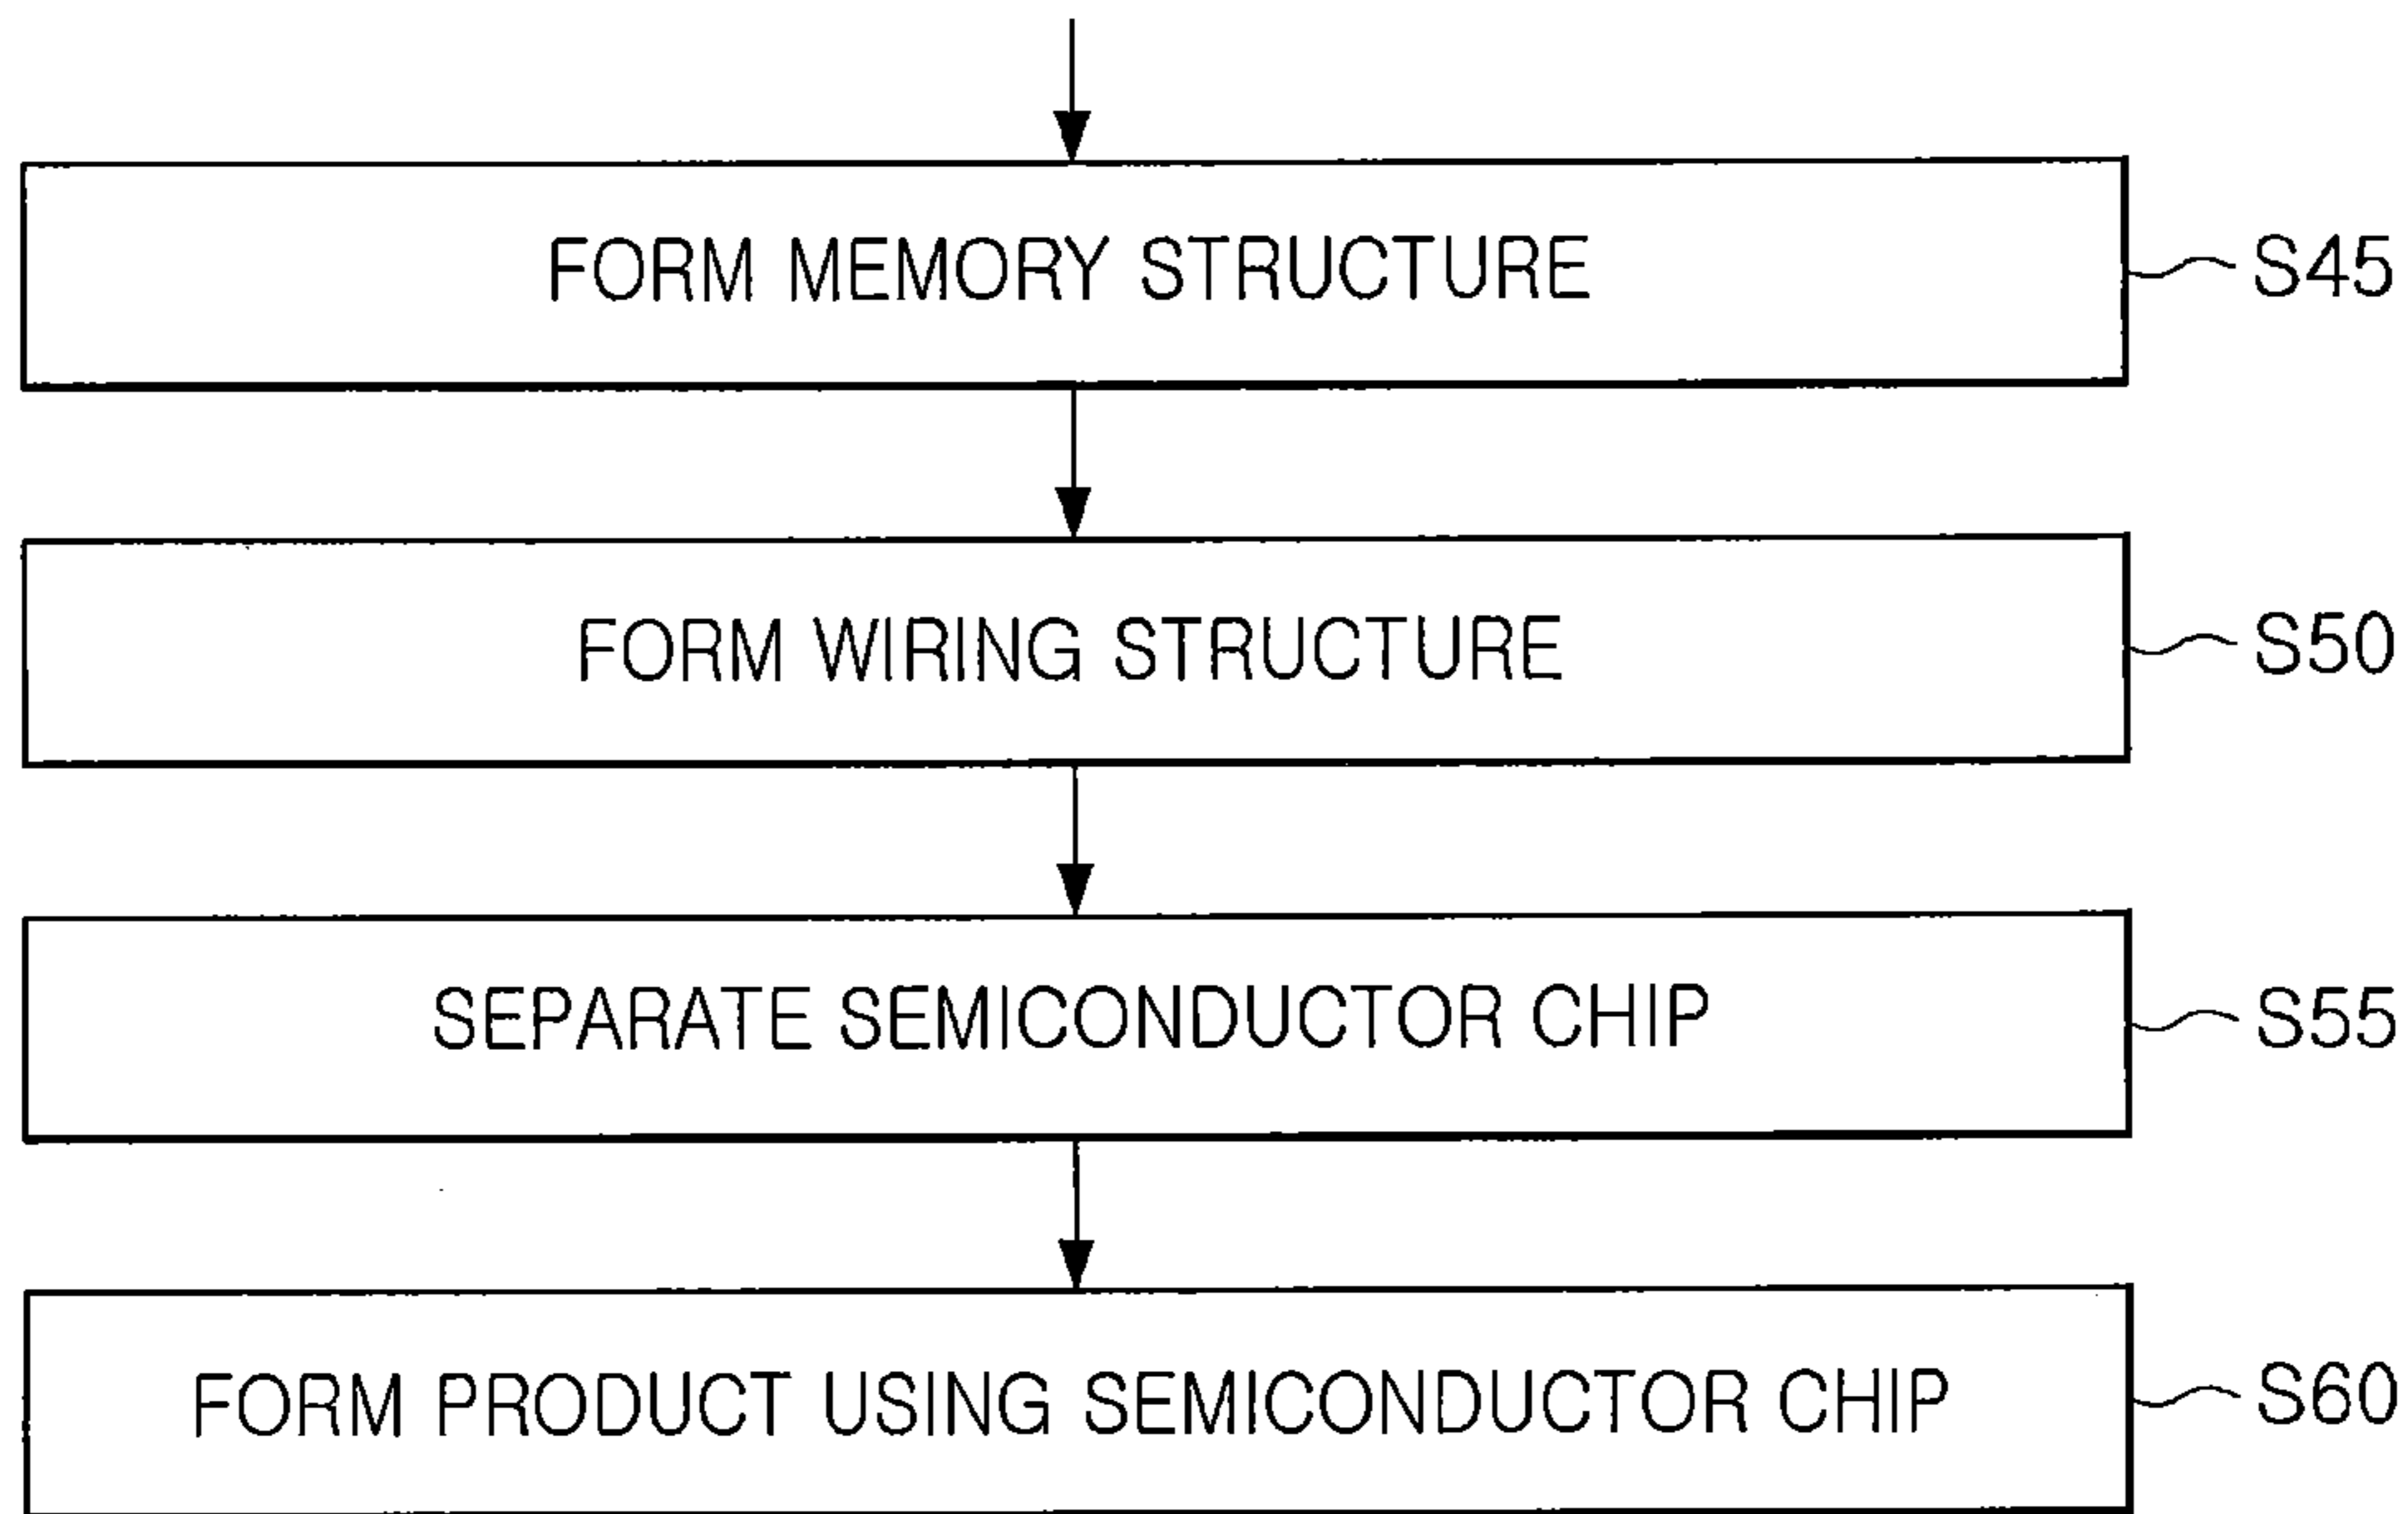 FORM MEMORY STRUCTURE S45
FORM WIRING STRUCTURE S50
SEPARATE SEMICONDUCTOR CHIP S55
FORM PRODUCT USING SEMICONDUCTOR CHIP S60